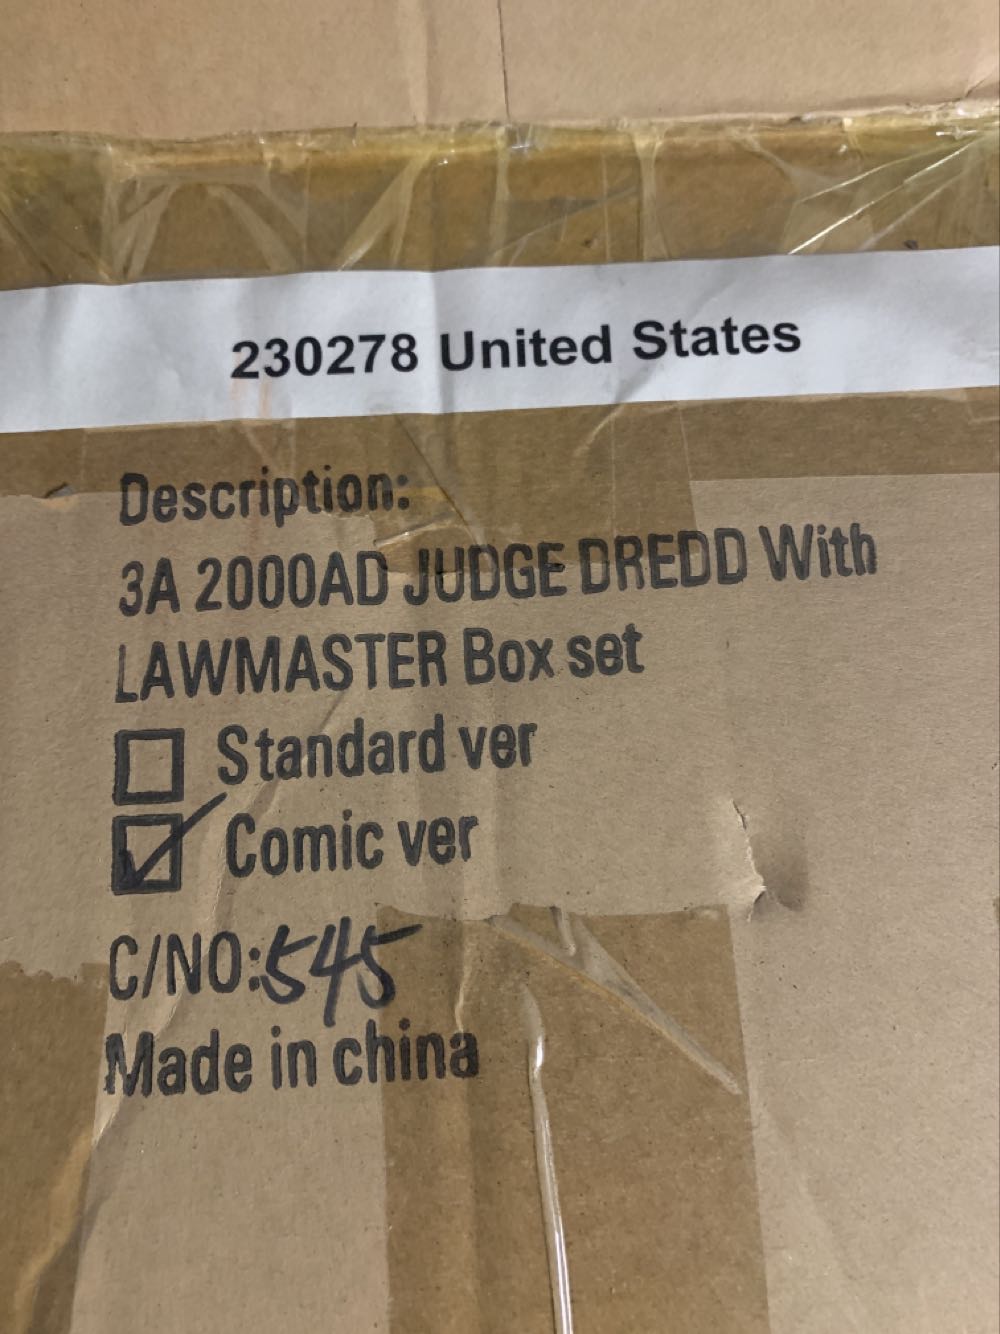 230278 United States
Description:
3A 2000AD JUDGE DREDD With
LAWMASTER Box set
Standard ver
Comic ver
C/NO:545
Made in china